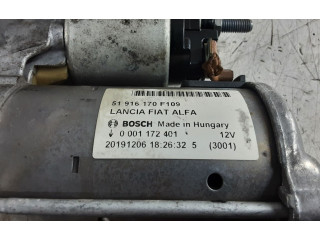 51 916 170 F109
LANCIA FIAT ALFA
BOSCH Made in Hungary
0 001 172 401 12V
20191206 18:26:32 5 (3001)